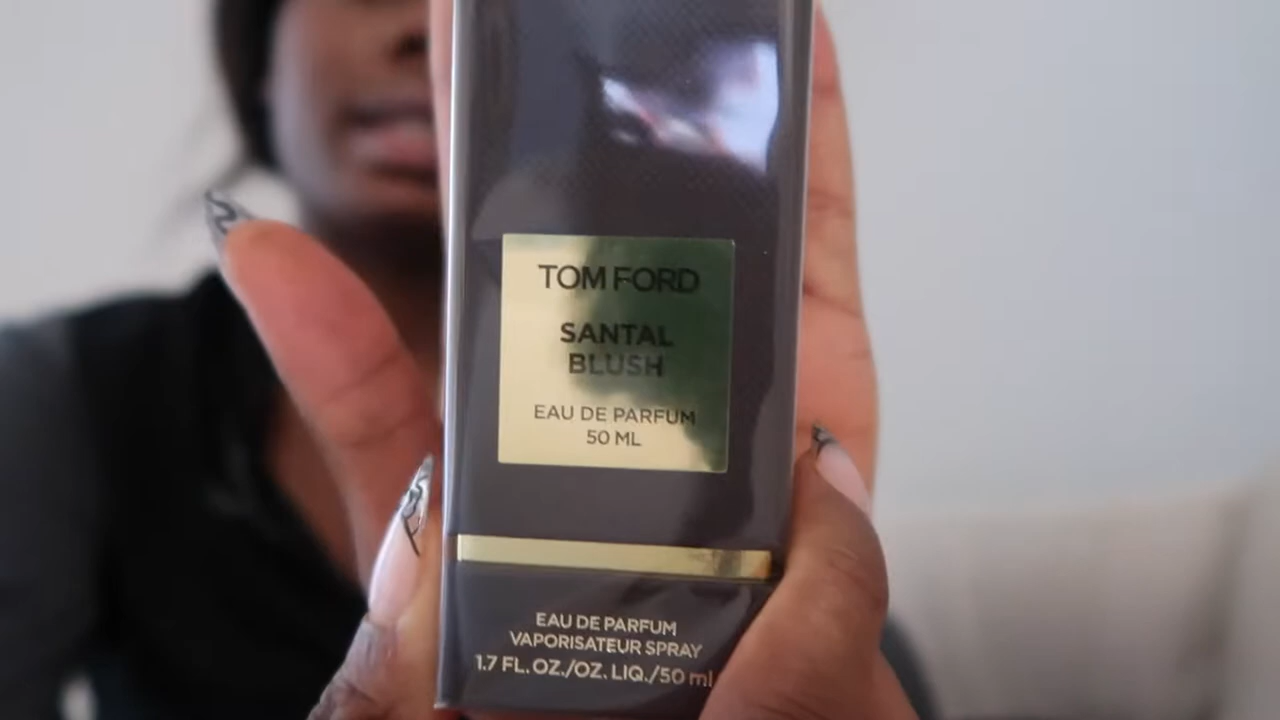 TOM FORD
SANTAL
BLUSH
EAU DE PARFUM
50 ML
EAU DE PARFUM
VAPORISATEUR SPRAY
1.7 FL. OZ./OZ. LIQ./50 ml